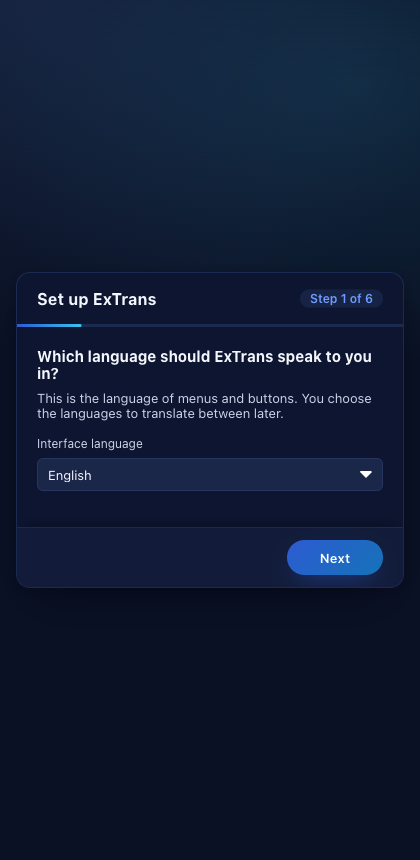 Set up ExTrans
Step 1 of 6
Which language should ExTrans speak to you
in?
This is the language of menus and buttons. You choose
the languages to translate between later.
Interface language
English
Next